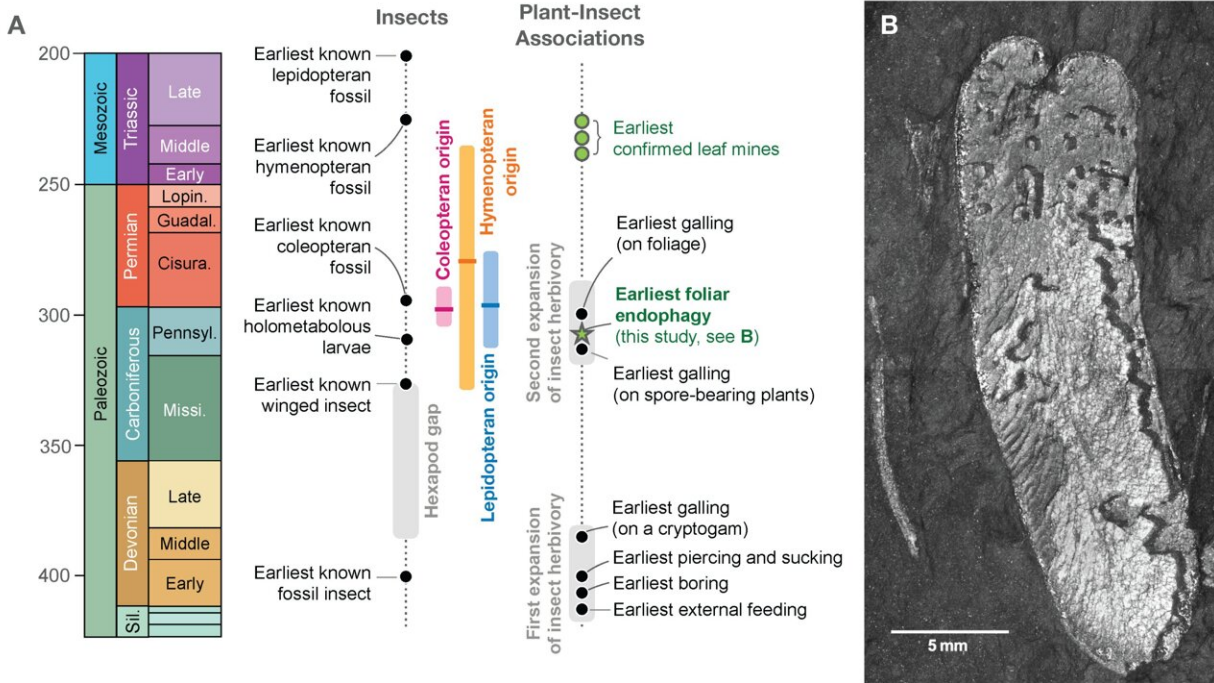 A
Insects
Plant-Insect
Associations
200
250
300
350
400
Mesozoic
Paleozoic
Triassic
Permian
Carboniferous
Devonian
Sil.
Late
Middle
Early
Lopin.
Guadal.
Cisura.
Pennsyl.
Missi.
Late
Middle
Early
Earliest known
lepidopteran
fossil
Earliest known
hymenopteran
fossil
Earliest known
coleopteran
fossil
Earliest known
holometabolous
larvae
Earliest known
winged insect
Earliest known
fossil insect
Hexapod gap
Coleopteran origin
Hymenopteran
origin
Lepidopteran origin
Earliest
confirmed leaf mines
Second expansion
of insect herbivory
Earliest galling
(on foliage)
Earliest foliar
endophagy
(this study, see B)
Earliest galling
(on spore-bearing plants)
First expansion
of insect herbivory
Earliest galling
(on a cryptogam)
Earliest piercing and sucking
Earliest boring
Earliest external feeding
B
5 mm